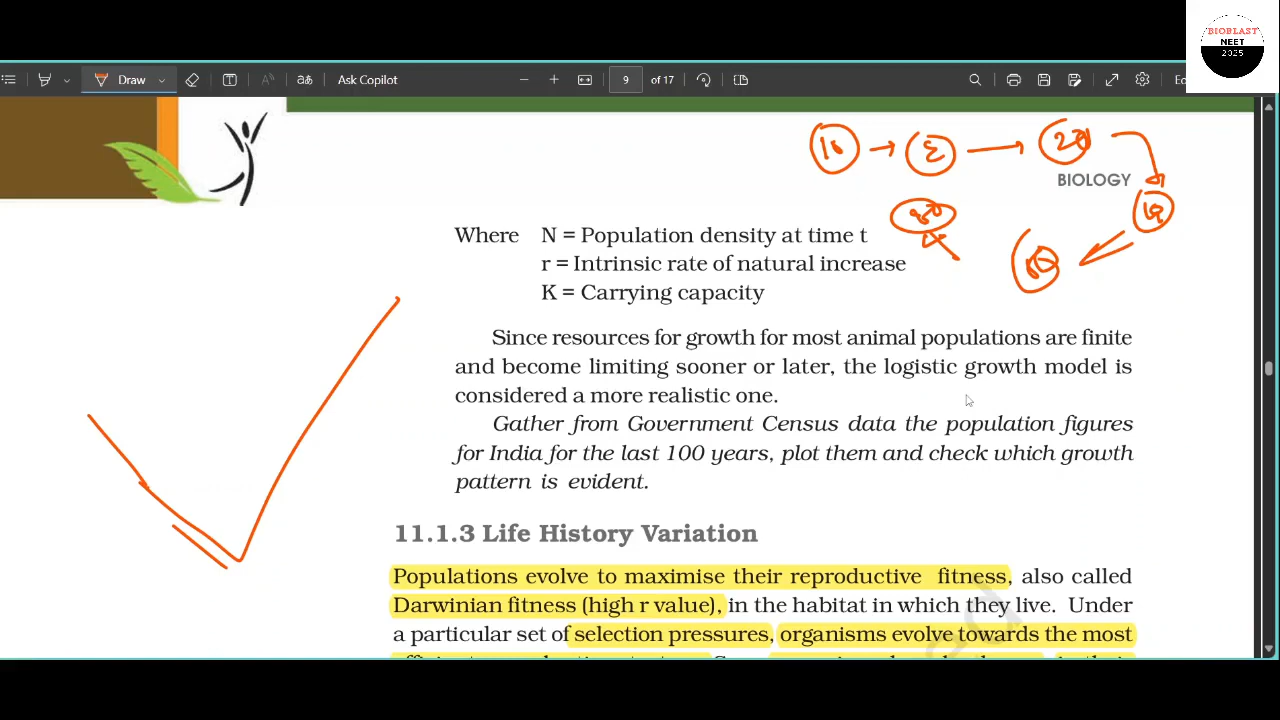 BIOBLAST
NEET
2025
Draw
aあ
Ask Copilot
9 of 17
BIOLOGY
Where N = Population density at time t
r = Intrinsic rate of natural increase
K = Carrying capacity
Since resources for growth for most animal populations are finite
and become limiting sooner or later, the logistic growth model is
considered a more realistic one.
Gather from Government Census data the population figures
for India for the last 100 years, plot them and check which growth
pattern is evident.
11.1.3 Life History Variation
Populations evolve to maximise their reproductive fitness, also called
Darwinian fitness (high r value), in the habitat in which they live. Under
a particular set of selection pressures, organisms evolve towards the most